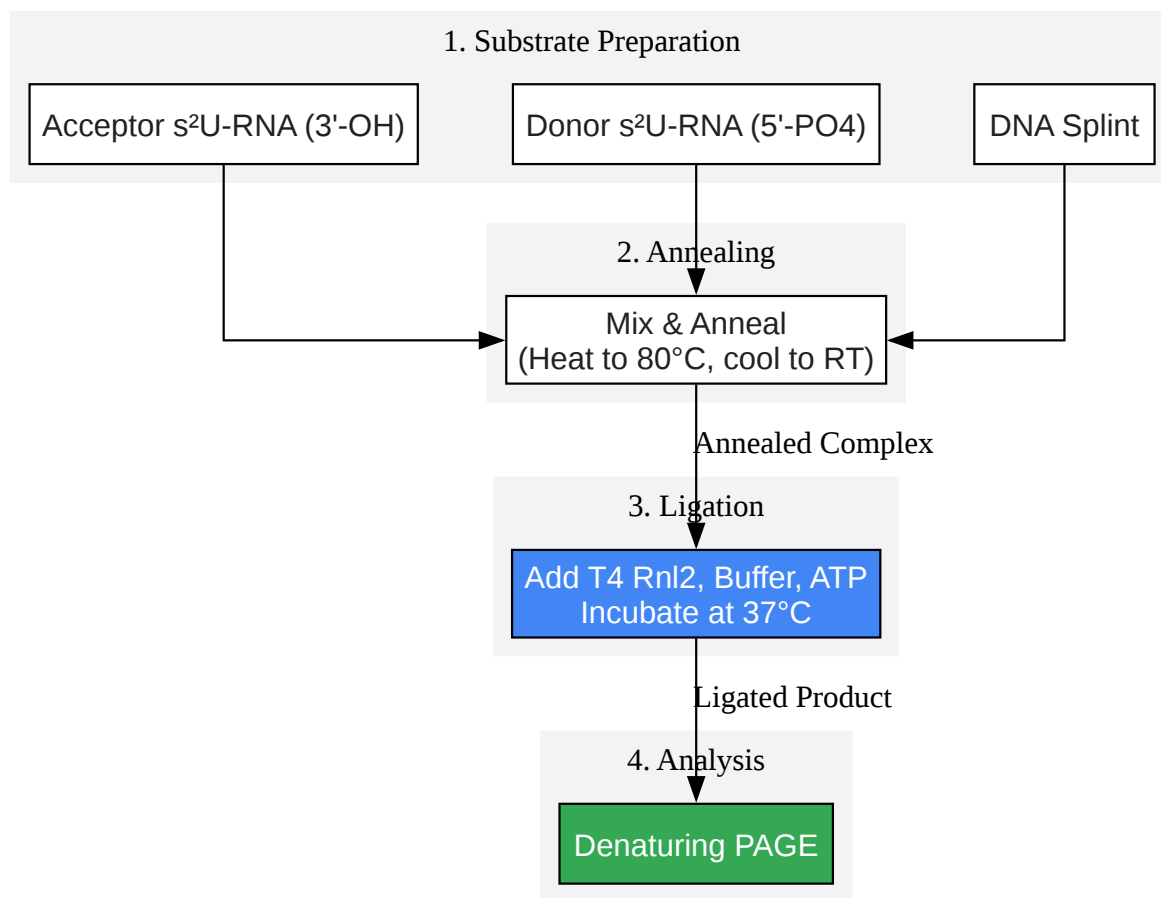 1. Substrate Preparation
Acceptor s²U-RNA (3'-OH)
Donor s²U-RNA (5'-PO4)
DNA Splint
2. Annealing
Mix & Anneal
(Heat to 80°C, cool to RT)
Annealed Complex
3. Ligation
Add T4 Rnl2, Buffer, ATP
Incubate at 37°C
Ligated Product
4. Analysis
Denaturing PAGE